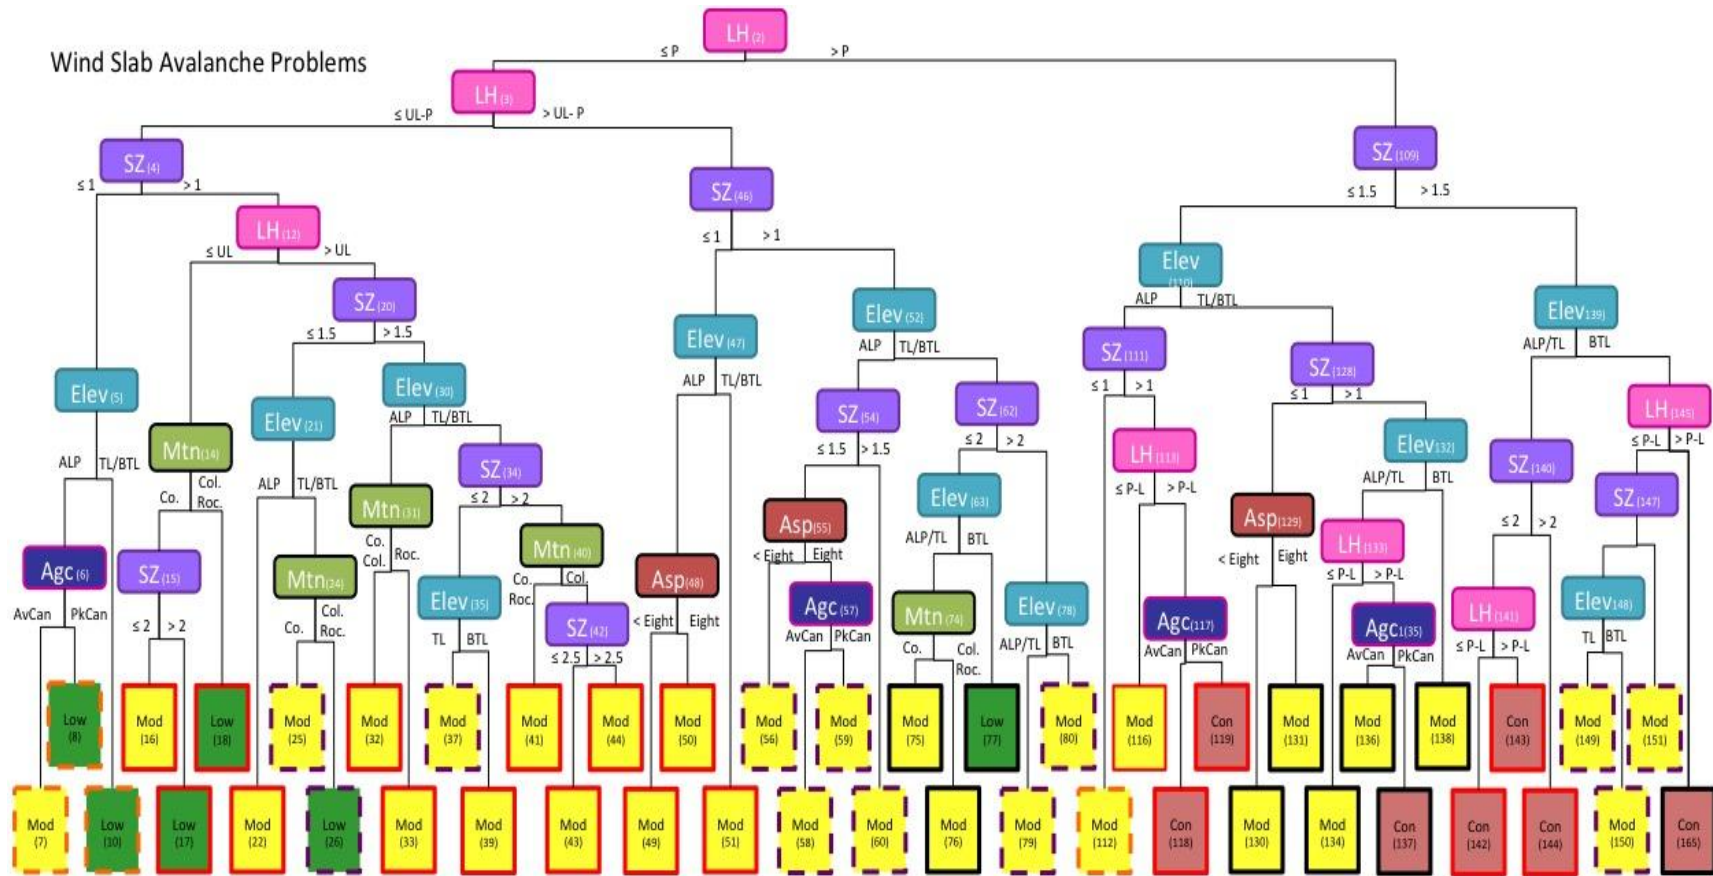 LH (2)
≤ P
> P
Wind Slab Avalanche Problems
LH (3)
≤ UL-P
> UL- P
SZ (4)
SZ (109)
≤ 1
> 1
SZ (46)
≤ 1.5
> 1.5
LH (12)
≤ UL
> UL
≤ 1
> 1
Elev (110)
SZ (20)
ALP
TL/BTL
Elev (52)
Elev 139)
≤ 1.5
> 1.5
Elev (47)
ALP
TL/BTL
SZ (111)
ALP/TL
BTL
Elev (5)
Elev (30)
SZ (128)
ALP
TL/BTL
≤1
>1
≤1
>1
Elev (21)
ALP
TL/BTL
SZ (54)
SZ (62)
LH (145)
Mtn (14)
≤ 1.5
> 1.5
≤ 2
> 2
LH (113)
Elev 132)
≤ P-L
> P-L
ALP
TL/BTL
SZ (34)
SZ (140)
Co.
Col.
Roc.
ALP
TL/BTL
≤ 2
> 2
Elev (63)
≤ P-L
> P-L
ALP/TL
BTL
SZ (147)
Mtn (31)
Asp (55)
Asp (129)
≤ 2
> 2
Co.
Col.
Roc.
Mtn (40)
ALP/TL
BTL
< Eight
Eight
LH (133)
< Eight
Eight
Agc (6)
SZ (15)
Mtn (24)
Co.
Roc.
Col.
Asp (48)
≤ P-L
> P-L
Elev (35)
Agc (57)
Mtn (74)
Elev (78)
LH (141)
Elev 148)
AvCan
PkCan
≤ 2
> 2
Co.
Col.
Roc.
TL
BTL
SZ (42)
< Eight
Eight
AvCan
PkCan
Co.
Col.
Roc.
ALP/TL
BTL
Agc (117)
Agc 1(35)
≤ P-L
> P-L
TL
BTL
≤ 2.5
> 2.5
AvCan
PkCan
AvCan
PkCan
Low (8)
Mod (16)
Low (18)
Mod (25)
Mod (32)
Mod (37)
Mod (41)
Mod (44)
Mod (50)
Mod (56)
Mod (59)
Mod (75)
Low (77)
Mod (80)
Mod (116)
Con (119)
Mod (131)
Mod (136)
Mod (138)
Con (143)
Mod (149)
Mod (151)
Mod (7)
Low (10)
Low (17)
Mod (22)
Low (26)
Mod (33)
Mod (39)
Mod (43)
Mod (49)
Mod (51)
Mod (58)
Mod (60)
Mod (76)
Mod (79)
Mod (112)
Con (118)
Mod (130)
Mod (134)
Con (137)
Con (142)
Con (144)
Mod (150)
Con (165)